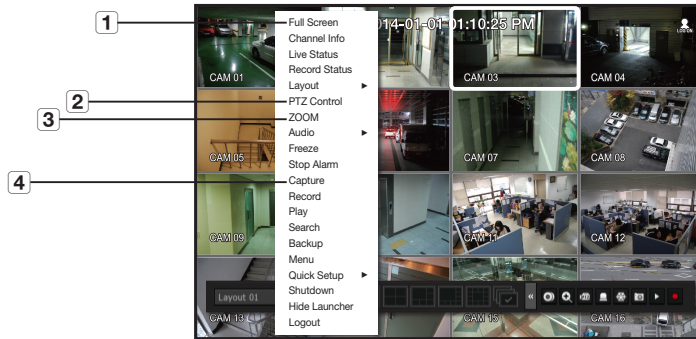 1
2
3
4
Full Screen
Channel Info
Live Status
Record Status
Layout
PTZ Control
ZOOM
Audio
Freeze
Stop Alarm
Capture
Record
Play
Search
Backup
Menu
Quick Setup
Shutdown
Hide Launcher
Logout
014-01-01 01:10:25 PM
LOG ON
CAM 01
CAM 03
CAM 04
CAM 05
CAM 07
CAM 08
CAM 09
CAM 11
CAM 12
Layout 01
CAM 13
CAM 15
CAM 16